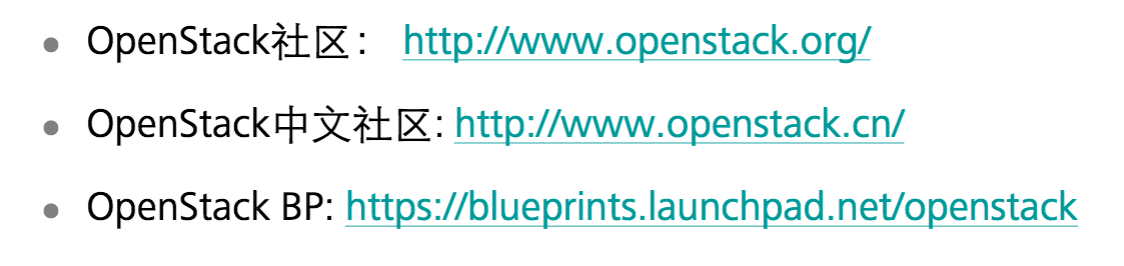 • OpenStack社区： http://www.openstack.org/
• OpenStack中文社区: http://www.openstack.cn/
• OpenStack BP: https://blueprints.launchpad.net/openstack